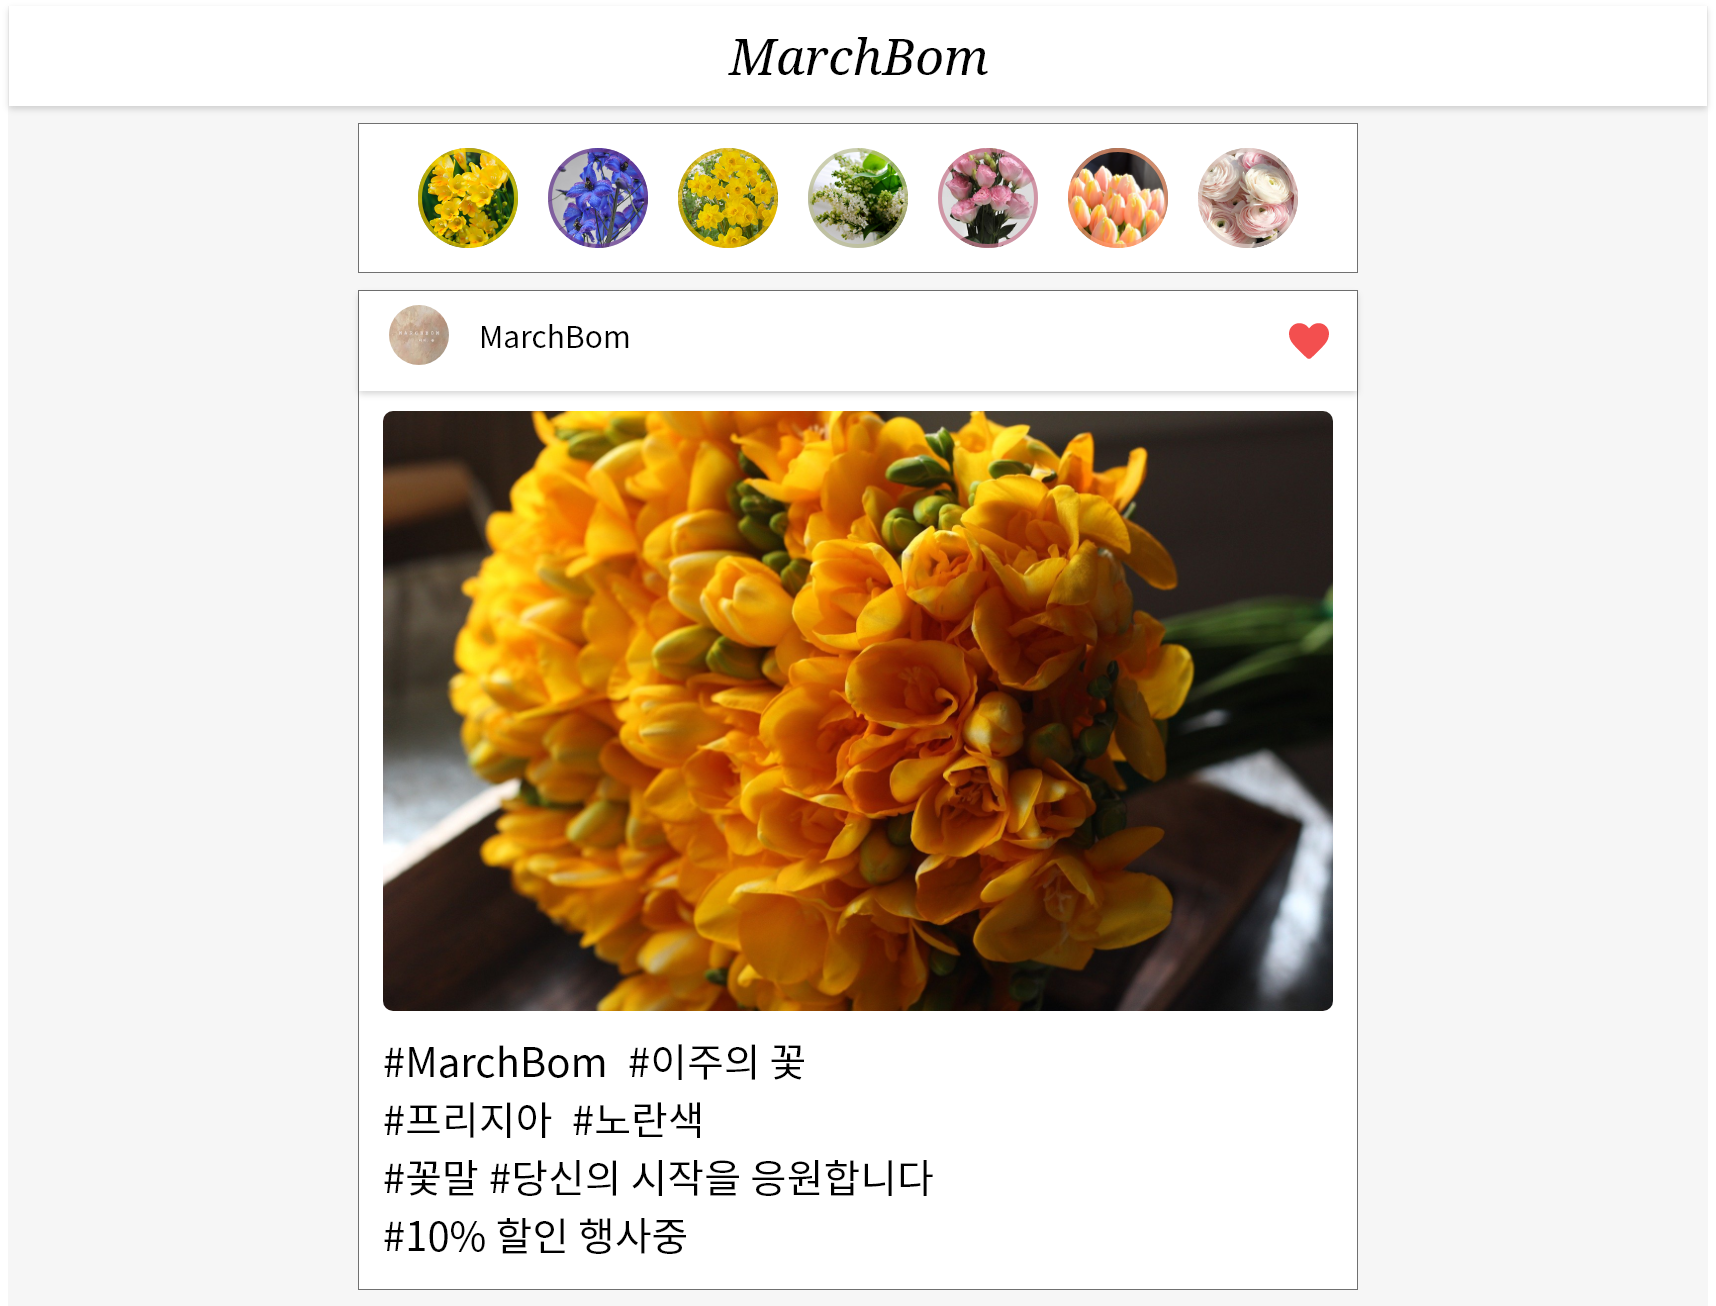 MarchBom
MarchBom
#MarchBom #이주의 꽃
#프리지아 #노란색
#꽃말 #당신의 시작을 응원합니다
#10% 할인 행사중